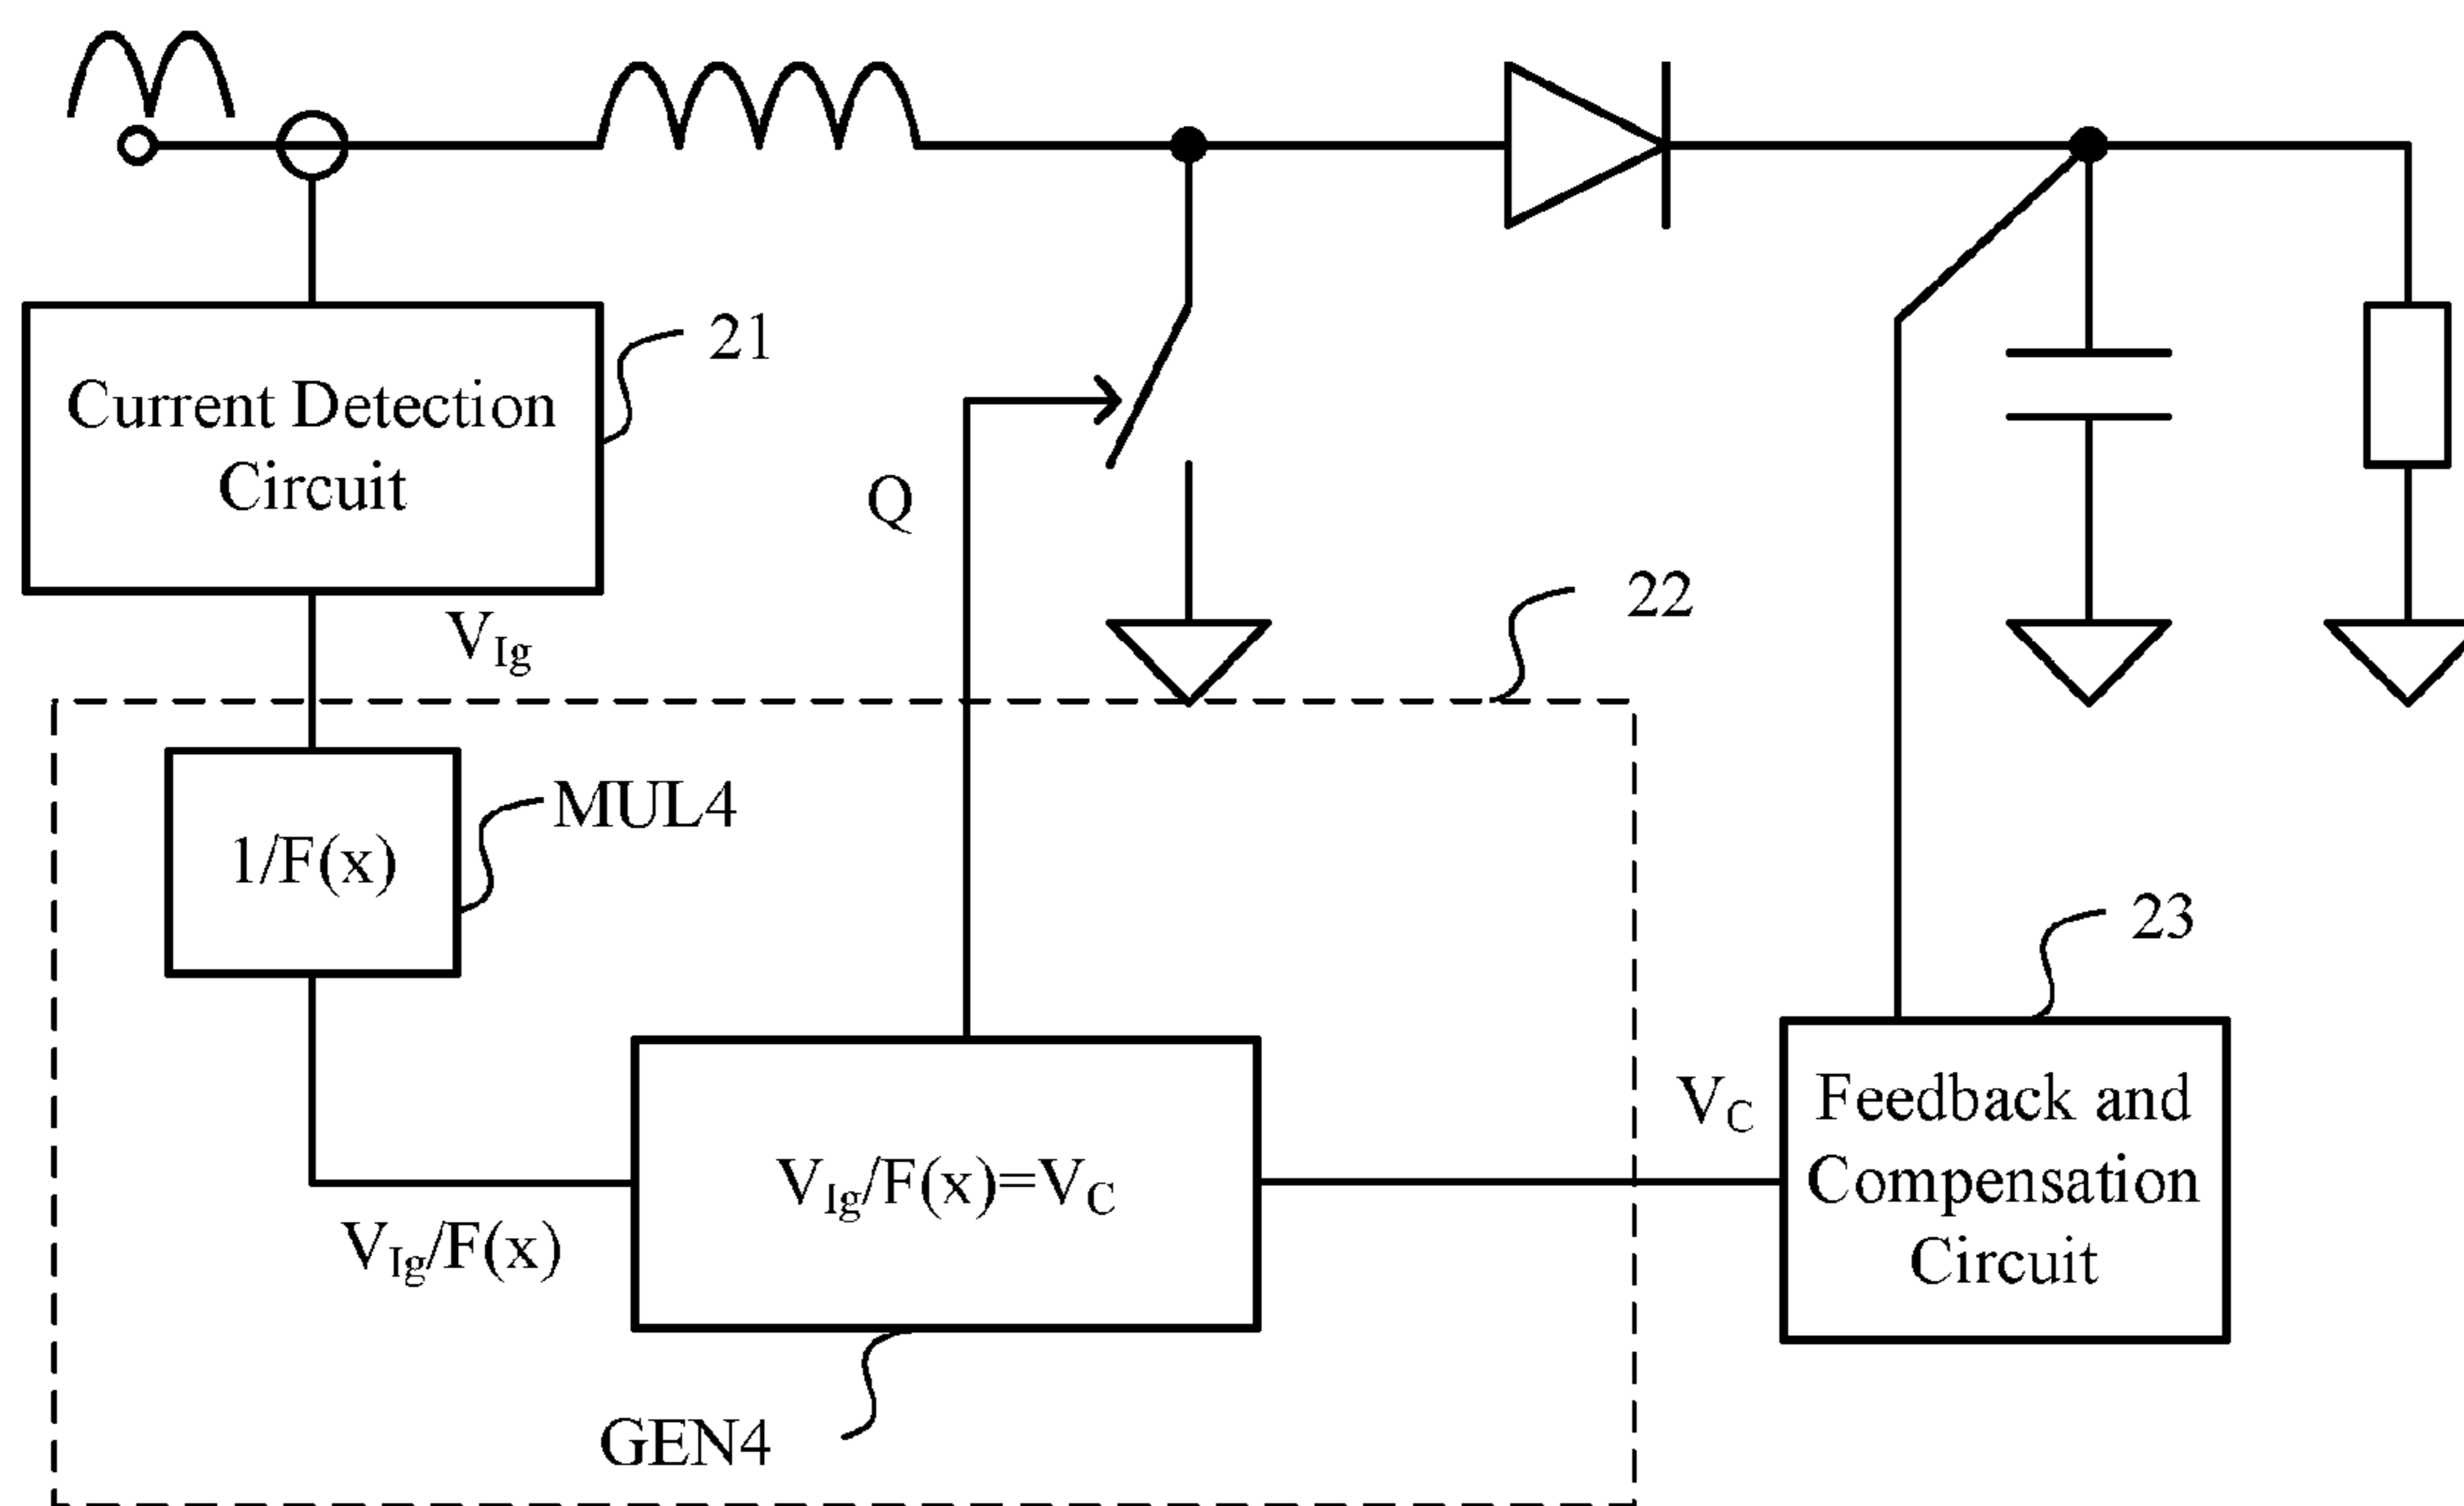 21
Current Detection
Circuit
Q
V_Ig
22
MUL4
1/F(x)
23
V_C
Feedback and
Compensation
Circuit
V_Ig/F(x)=V_C
V_Ig/F(x)
GEN4